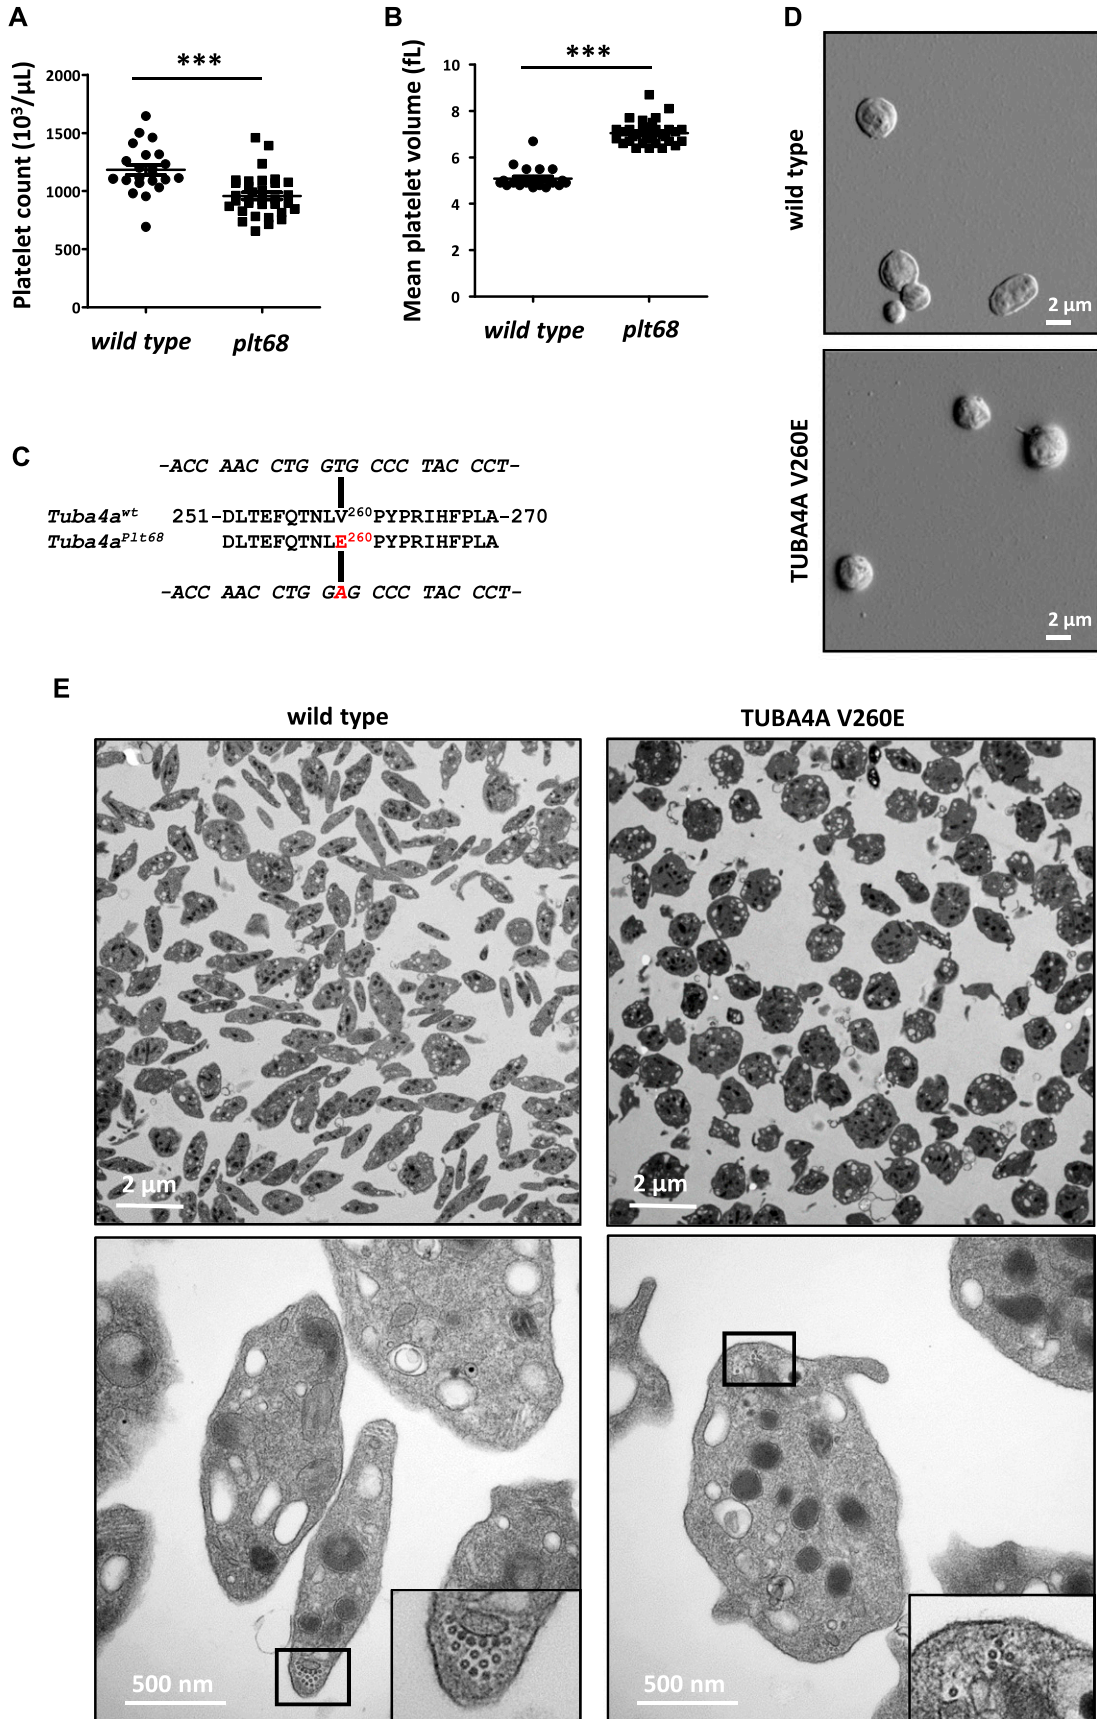 A
B
D
Platelet count (10³/µL)
***
2000
1500
1000
500
0
wild type
plt68
Mean platelet volume (fL)
***
10
8
6
4
2
0
wild type
plt68
wild type
2 µm
TUBA4A V260E
2 µm
C
-ACC AAC CTG GTG CCC TAC CCT-
Tuba4aʷᵗ 251-DLTEFQTNLV²⁶⁰PYPRIHFPLA-270
Tuba4aᴾˡᵗ⁶⁸ DLTEFQTNLE²⁶⁰PYPRIHFPLA
-ACC AAC CTG GAG CCC TAC CCT-
E
wild type
TUBA4A V260E
2 µm
2 µm
500 nm
500 nm